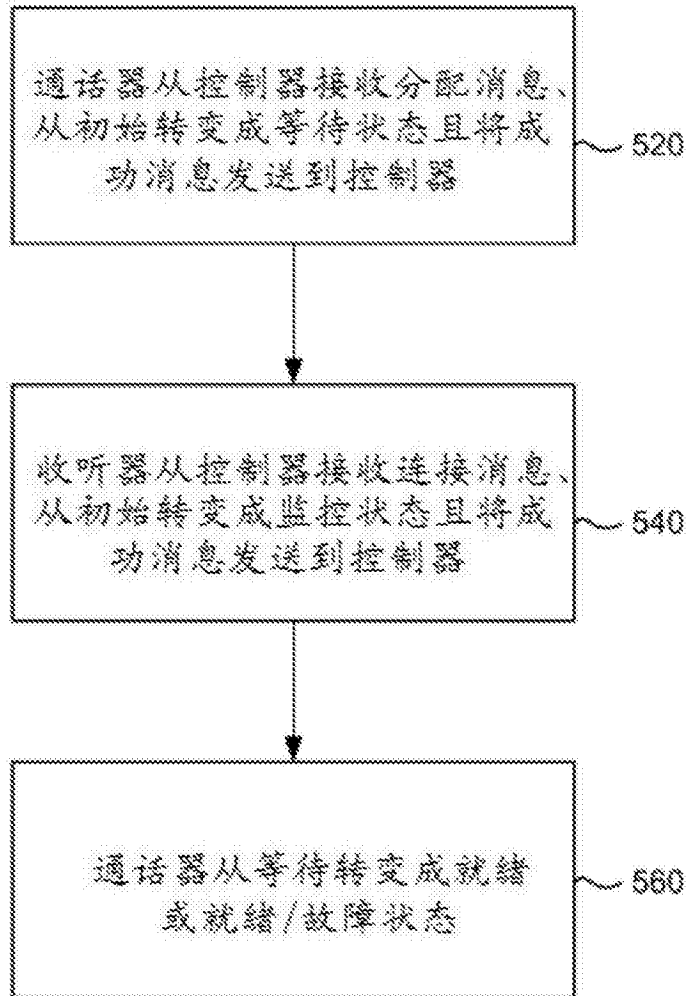 通话器从控制器接收分配消息、
从初始转变成等待状态且将成
功消息发送到控制器
520
收听器从控制器接收连接消息、
从初始转变成监控状态且将成
功消息发送到控制器
540
通话器从等待转变成就绪
或就绪/故障状态
560